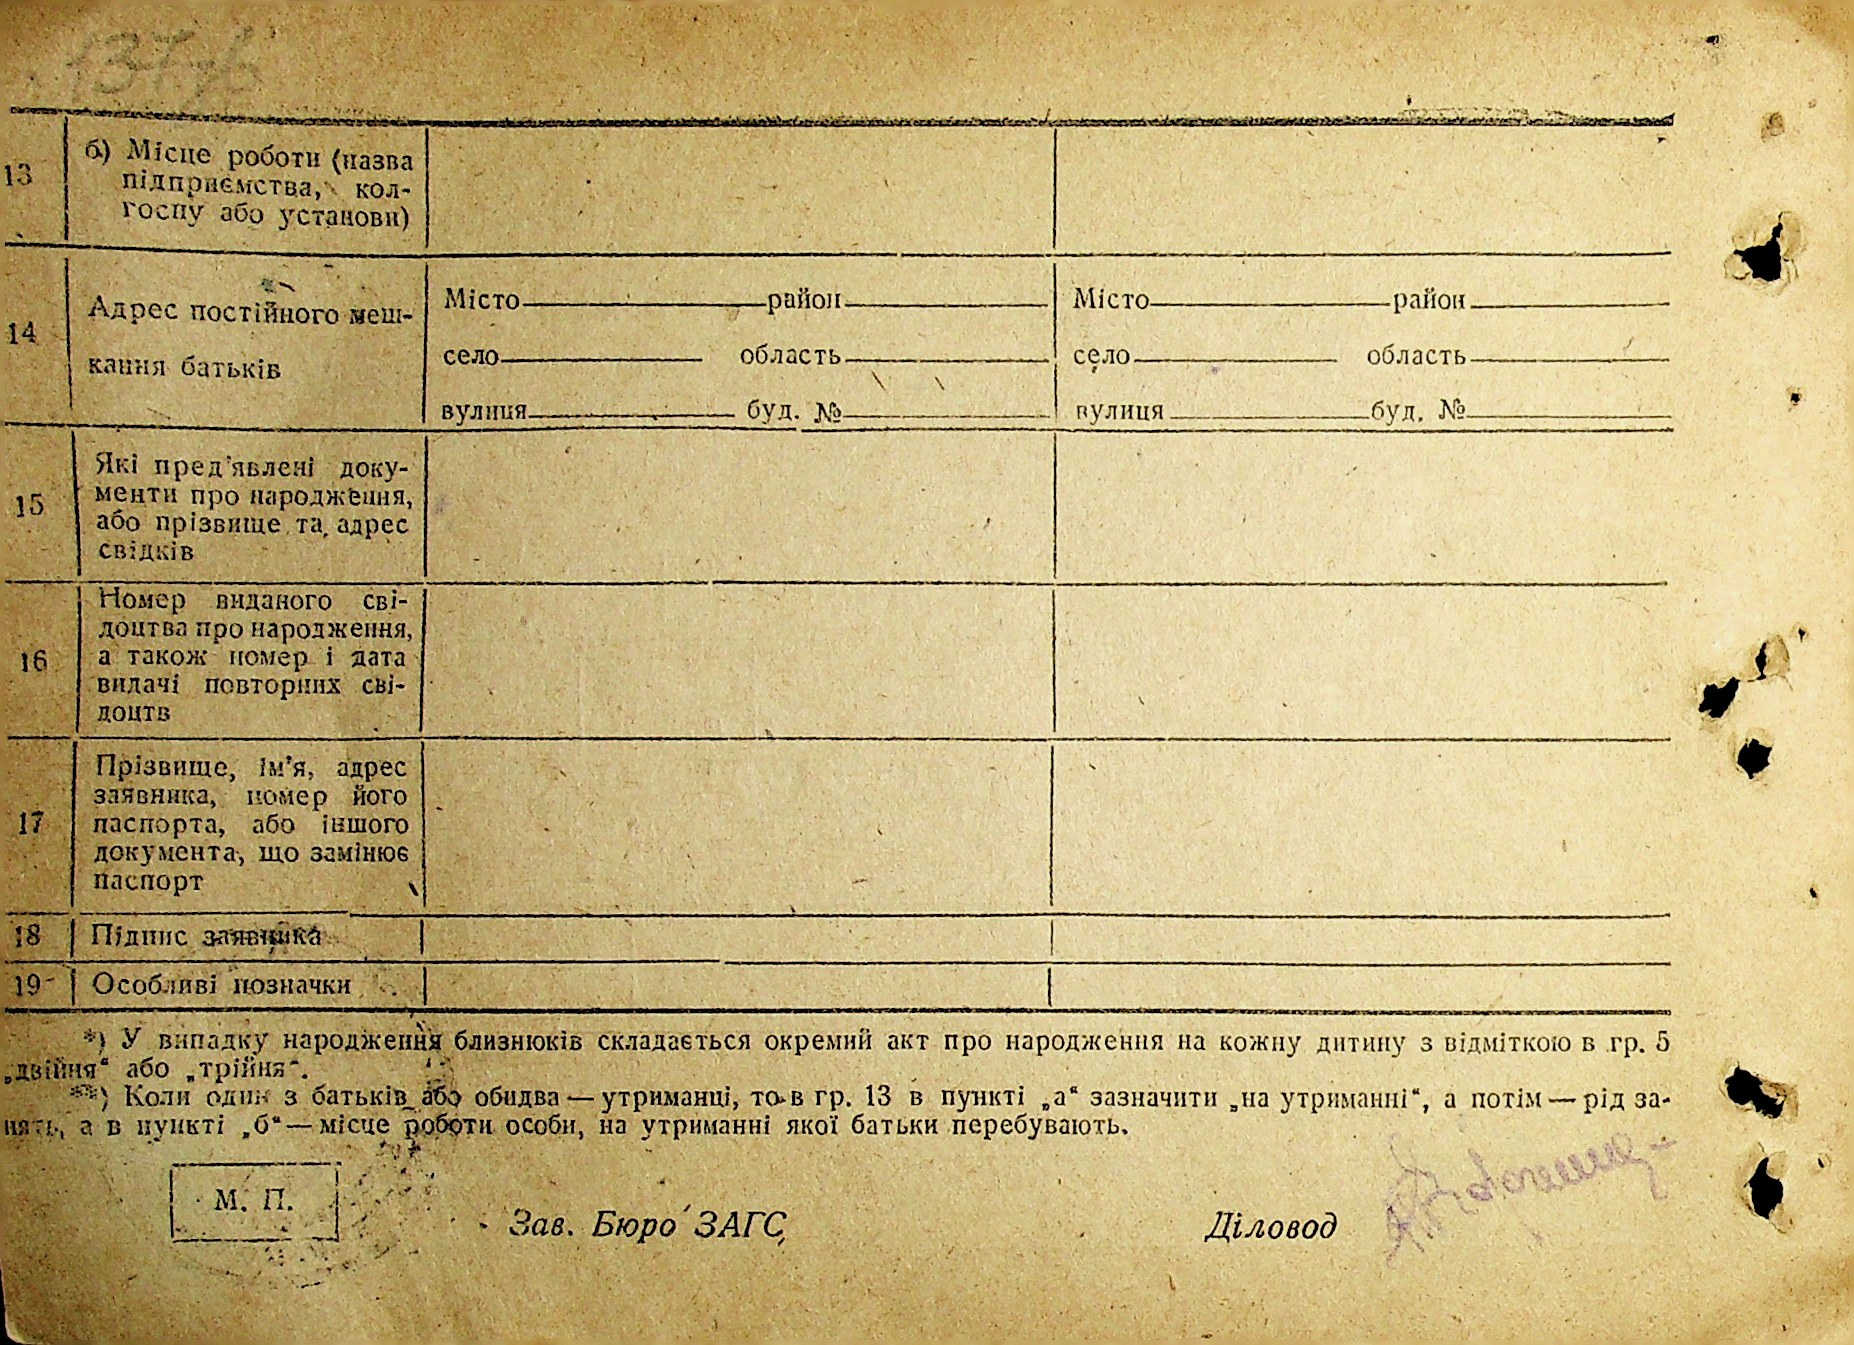 13 б) Місце роботи (назва
підприємства, кол-
госпу або установи)
14 Адрес постійного меш-
кання батьків
Місто район Місто район
село область село область
вулиця буд. № вулиця буд. №
15 Які пред'явлені доку-
менти про народження,
або прізвище та адрес
свідків
16 Номер виданого сві-
доцтва про народження,
а також номер і дата
видачі повторних сві-
доцтв
17 Прізвище, ім'я, адрес
заявника, номер його
паспорта, або іншого
документа, що замінює
паспорт
18 Підпис заявника
19 Особливі позначки
*) У випадку народження близнюків складається окремий акт про народження на кожну дитину з відміткою в гр. 5
„двійня“ або „трійня“.
**) Коли один з батьків або обидва — утриманці, то в гр. 13 в пункті „а“ зазначити „на утриманні“, а потім — рід за-
нять, а в пункті „б“ — місце роботи особи, на утриманні якої батьки перебувають.
М. П.
Зав. Бюро ЗАГС Діловод